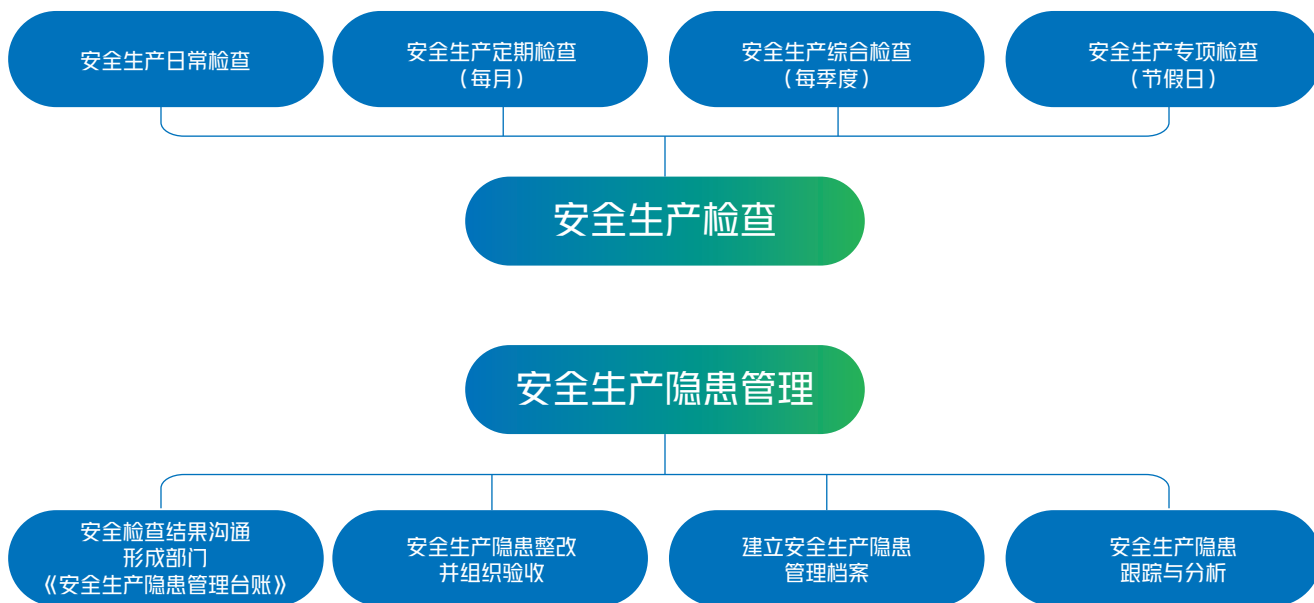 安全生产日常检查
安全生产定期检查
（每月）
安全生产综合检查
（每季度）
安全生产专项检查
（节假日）
安全生产检查
安全生产隐患管理
安全检查结果沟通
形成部门
《安全生产隐患管理台账》
安全生产隐患整改
并组织验收
建立安全生产隐患
管理档案
安全生产隐患
跟踪与分析